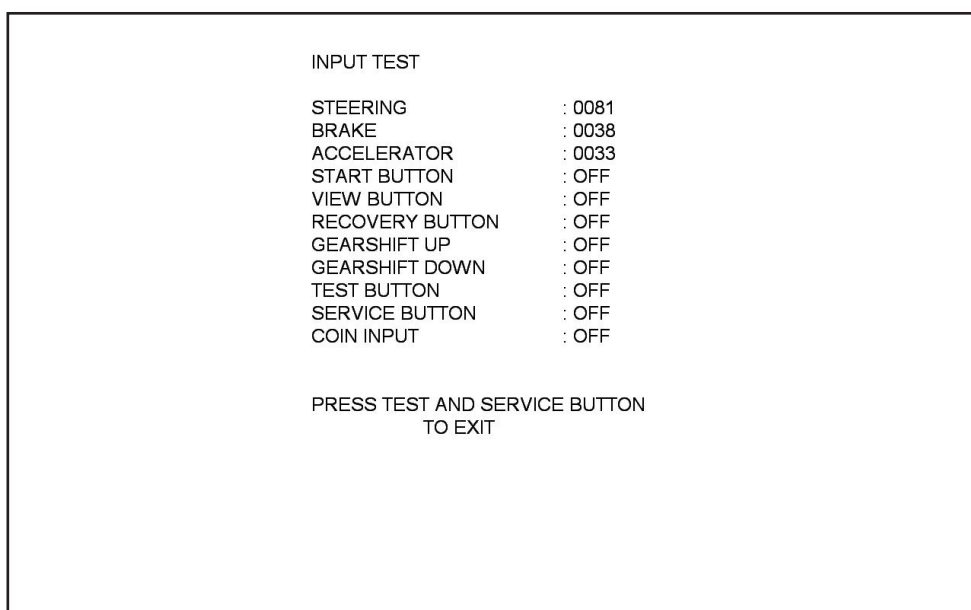 INPUT TEST
STEERING : 0081
BRAKE : 0038
ACCELERATOR : 0033
START BUTTON : OFF
VIEW BUTTON : OFF
RECOVERY BUTTON : OFF
GEARSHIFT UP : OFF
GEARSHIFT DOWN : OFF
TEST BUTTON : OFF
SERVICE BUTTON : OFF
COIN INPUT : OFF
PRESS TEST AND SERVICE BUTTON
TO EXIT